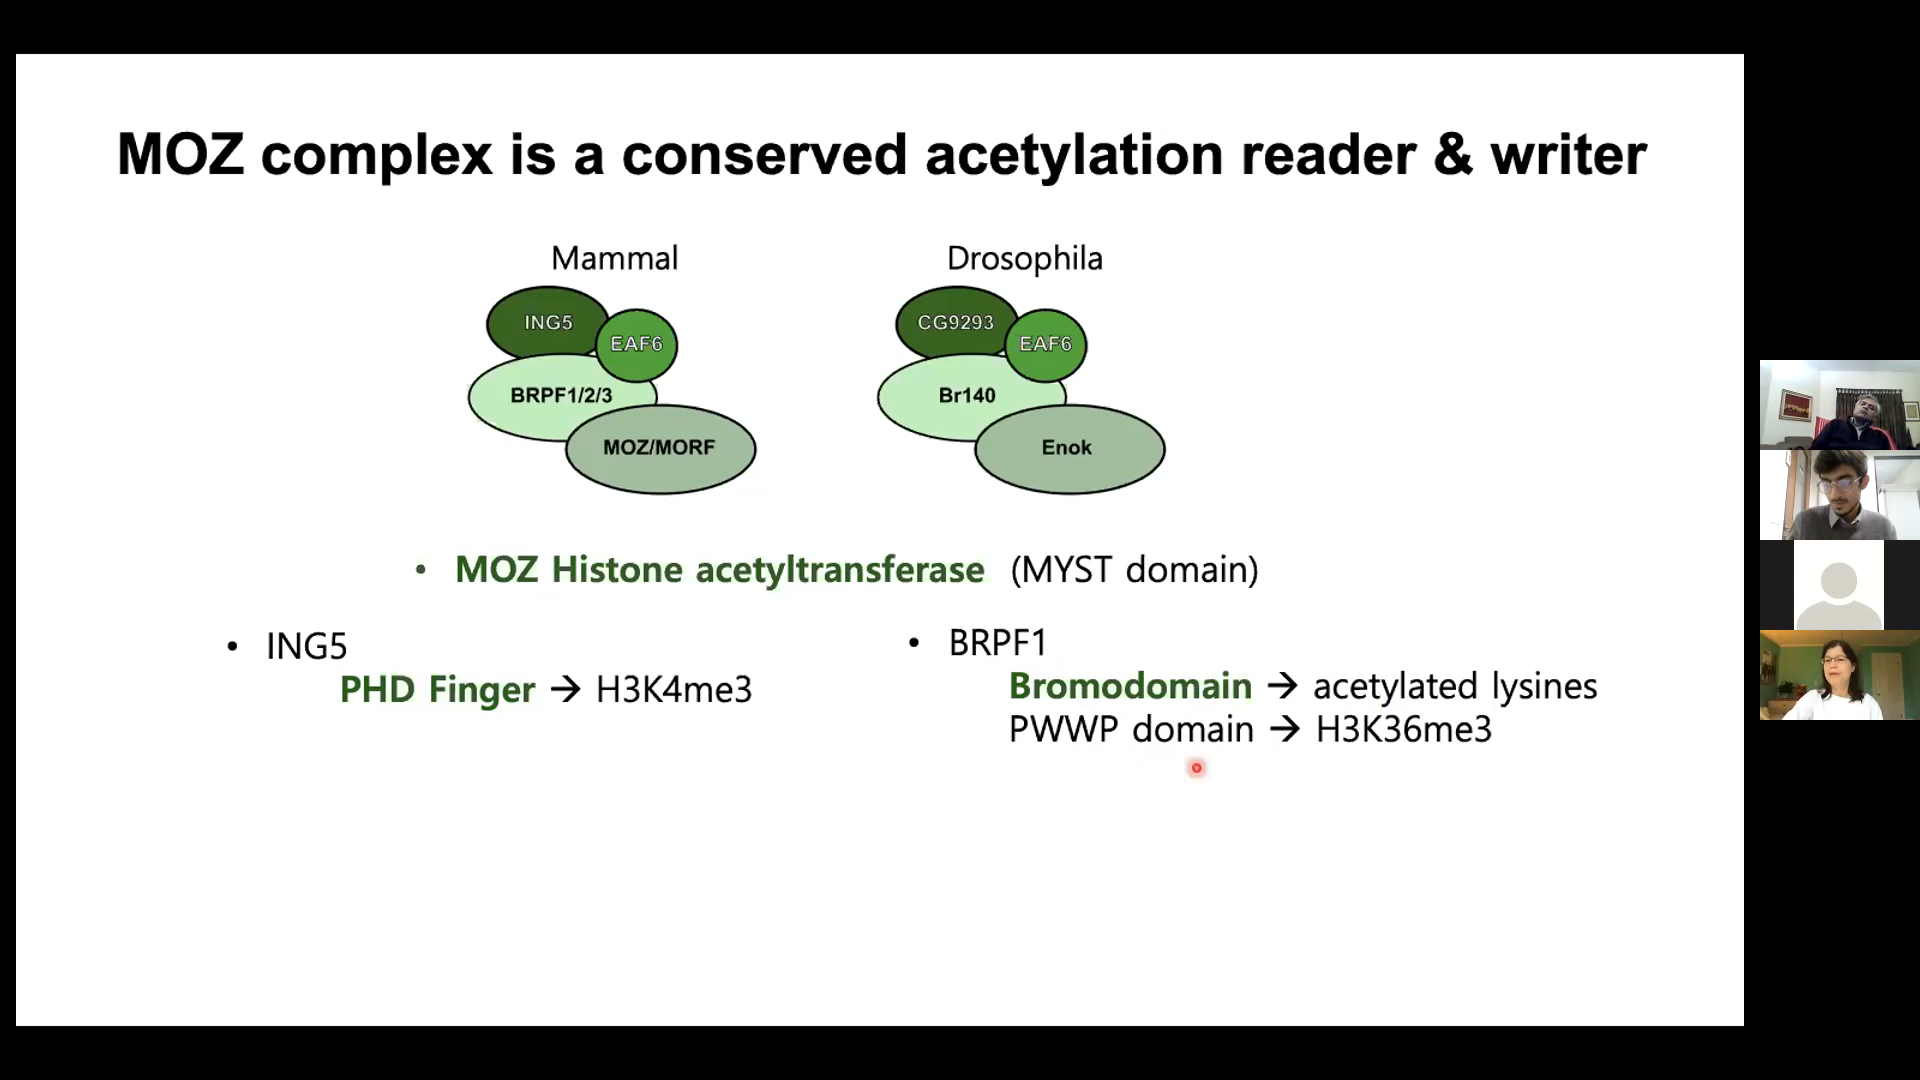 MOZ complex is a conserved acetylation reader & writer
Mammal
Drosophila
ING5
EAF6
BRPF1/2/3
MOZ/MORF
CG9293
EAF6
Br140
Enok
• MOZ Histone acetyltransferase (MYST domain)
• ING5
PHD Finger → H3K4me3
• BRPF1
Bromodomain → acetylated lysines
PWWP domain → H3K36me3